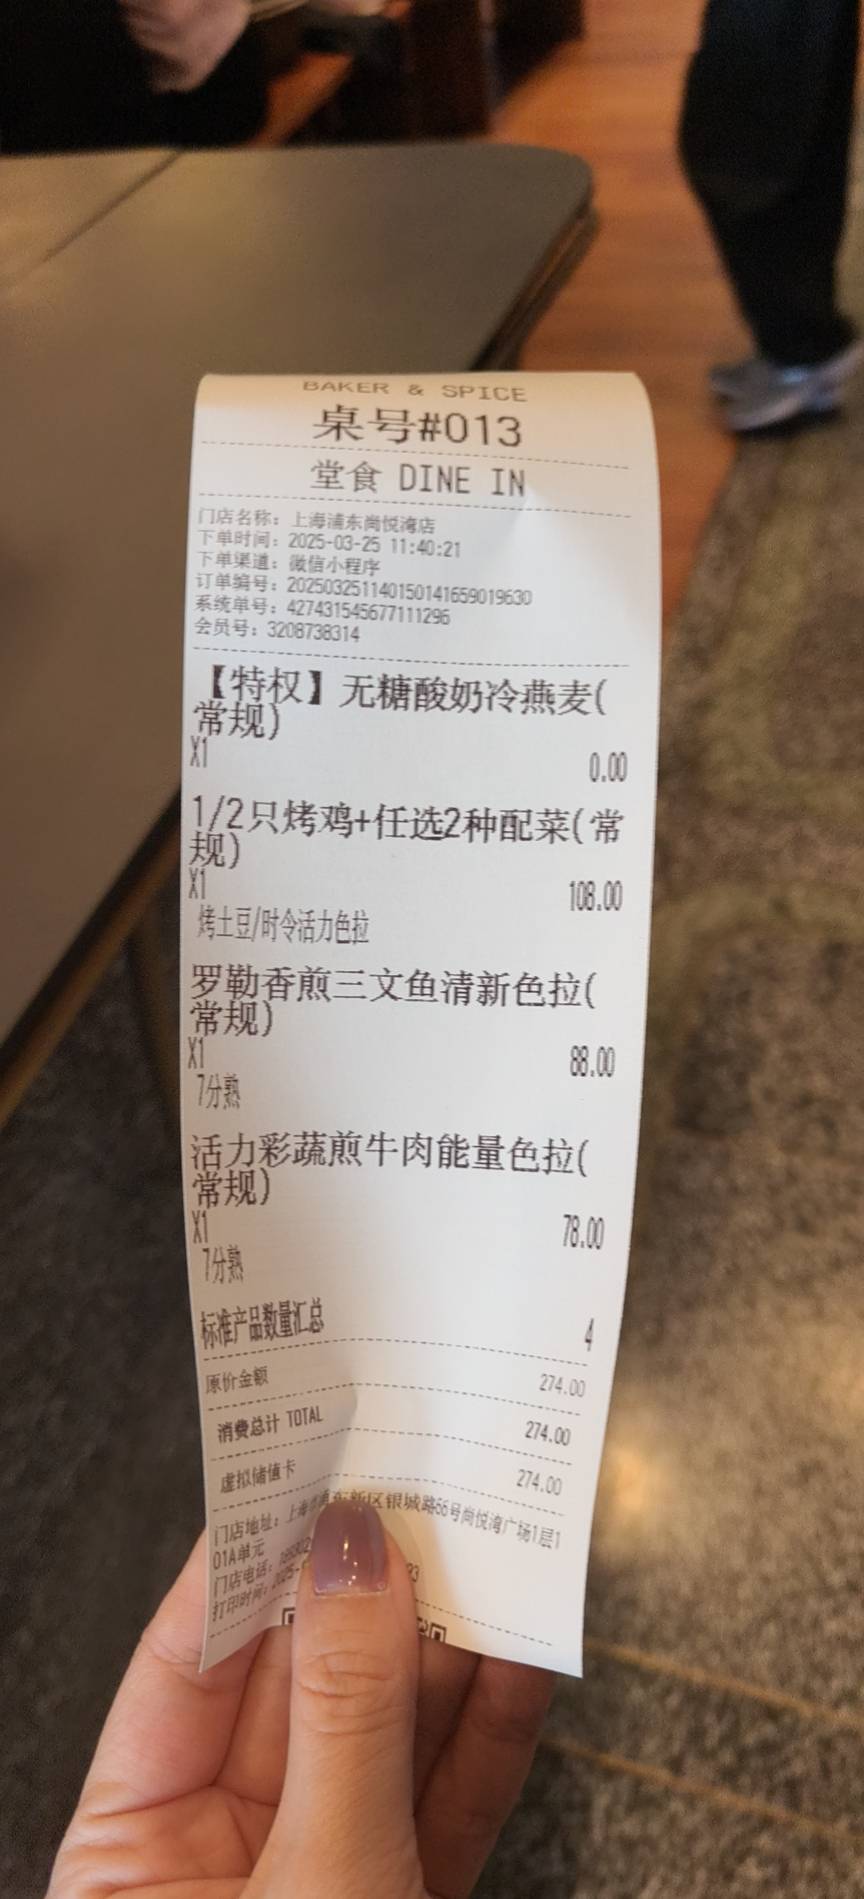 BAKER & SPICE
桌号#013
堂食 DINE IN
门店名称：上海浦东尚悦湾店
下单时间：2025-03-25 11:40:21
下单渠道：微信小程序
订单编号：202503251140150141659019630
系统单号：427431545677111296
会员号：3208738314
【特权】无糖酸奶冷燕麦(
常规)
X1
0.00
1/2只烤鸡+任选2种配菜(常
规)
X1
108.00
烤土豆/时令活力色拉
罗勒香煎三文鱼清新色拉(
常规)
X1
88.00
7分熟
活力彩蔬煎牛肉能量色拉(
常规)
X1
78.00
7分熟
标准产品数量汇总 4
原价金额 274.00
消费总计 TOTAL 274.00
虚拟储值卡 274.00
门店地址：上海市浦东新区银城路66号尚悦湾广场1层1
01A单元
门店电话：
打印时间：